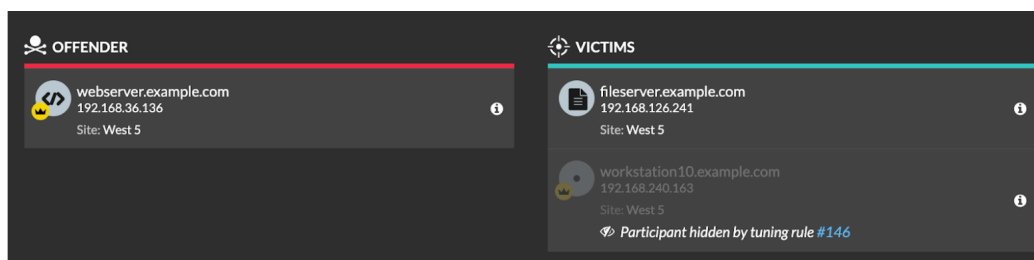 OFFENDER
webserver.example.com
192.168.36.136
Site: West 5
VICTIMS
fileserver.example.com
192.168.126.241
Site: West 5
workstation10.example.com
192.168.240.163
Site: West 5
Participant hidden by tuning rule #146